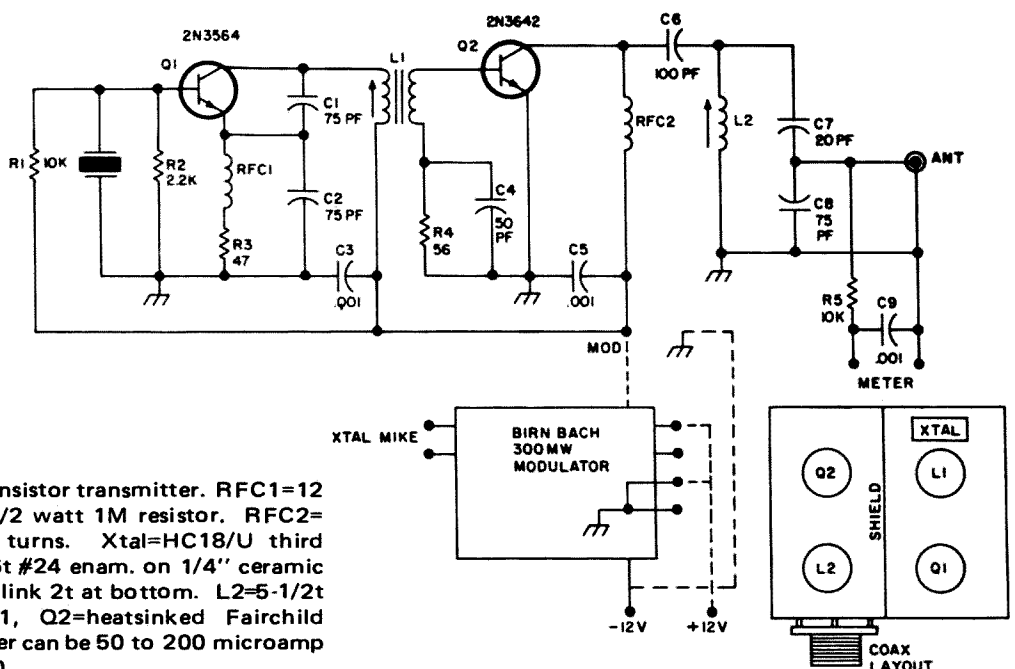 2N3564
Q1
R1
10K
R2
2.2K
RFC1
R3
47
C1
75 PF
C2
75 PF
C3
.001
L1
2N3642
Q2
R4
56
C4
50
PF
C5
.001
C6
100 PF
RFC2
L2
C7
20 PF
C8
75
PF
ANT
R5
10K
C9
.001
METER
MOD
XTAL MIKE
BIRN BACH
300 MW
MODULATOR
-12V
+12V
XTAL
Q2
L1
SHIELD
L2
Q1
COAX
LAYOUT
nsistor transmitter. RFC1=12
/2 watt 1M resistor. RFC2=
turns. Xtal=HC18/U third
t #24 enam. on 1/4" ceramic
link 2t at bottom. L2=5-1/2t
1, Q2=heatsinked Fairchild
er can be 50 to 200 microamp